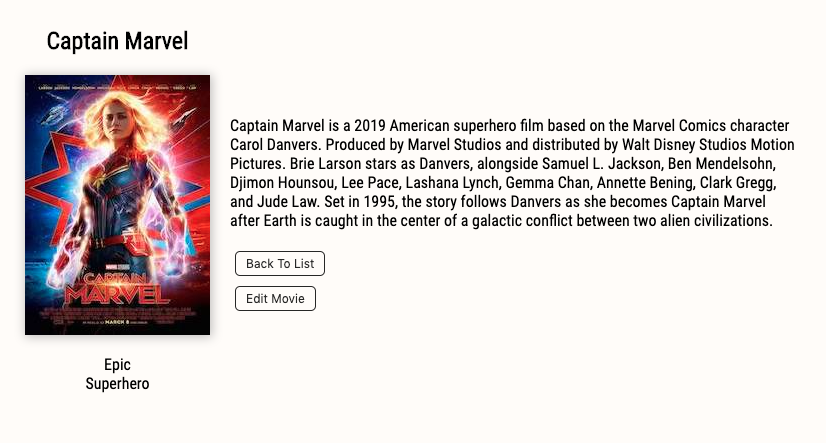 Captain Marvel
Captain Marvel is a 2019 American superhero film based on the Marvel Comics character
Carol Danvers. Produced by Marvel Studios and distributed by Walt Disney Studios Motion
Pictures. Brie Larson stars as Danvers, alongside Samuel L. Jackson, Ben Mendelsohn,
Djimon Hounsou, Lee Pace, Lashana Lynch, Gemma Chan, Annette Bening, Clark Gregg,
and Jude Law. Set in 1995, the story follows Danvers as she becomes Captain Marvel
after Earth is caught in the center of a galactic conflict between two alien civilizations.
Back To List
Edit Movie
MARVEL STUDIOS
CAPTAIN
MARVEL
MARCH 8
Epic
Superhero